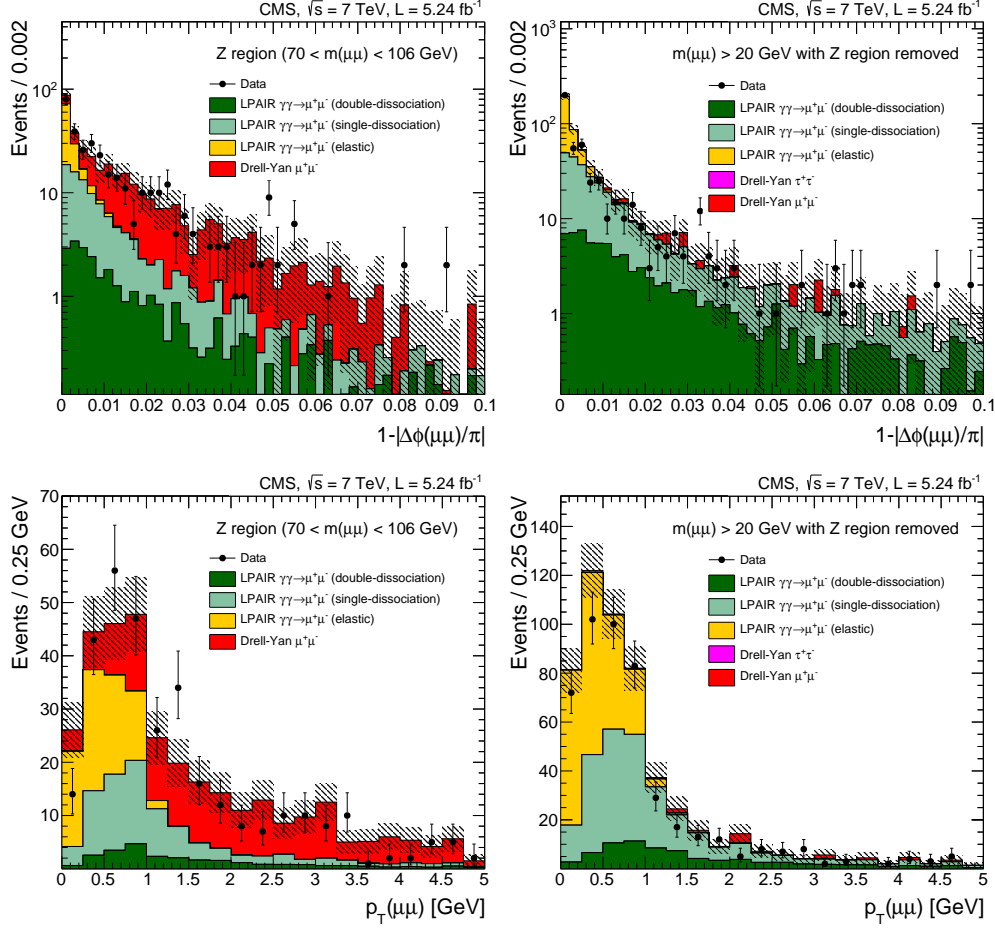 CMS, √s = 7 TeV, L = 5.24 fb⁻¹
Events / 0.002
Z region (70 < m(μμ) < 106 GeV)
Data
LPAIR γγ→μ⁺μ⁻ (double-dissociation)
LPAIR γγ→μ⁺μ⁻ (single-dissociation)
LPAIR γγ→μ⁺μ⁻ (elastic)
Drell-Yan μ⁺μ⁻
10²
10
1
0 0.01 0.02 0.03 0.04 0.05 0.06 0.07 0.08 0.09 0.1
1-|Δϕ(μμ)/π|
CMS, √s = 7 TeV, L = 5.24 fb⁻¹
Events / 0.002
m(μμ) > 20 GeV with Z region removed
Data
LPAIR γγ→μ⁺μ⁻ (double-dissociation)
LPAIR γγ→μ⁺μ⁻ (single-dissociation)
LPAIR γγ→μ⁺μ⁻ (elastic)
Drell-Yan τ⁺τ⁻
Drell-Yan μ⁺μ⁻
10³
10²
10
1
0 0.01 0.02 0.03 0.04 0.05 0.06 0.07 0.08 0.09 0.1
1-|Δϕ(μμ)/π|
CMS, √s = 7 TeV, L = 5.24 fb⁻¹
Events / 0.25 GeV
Z region (70 < m(μμ) < 106 GeV)
Data
LPAIR γγ→μ⁺μ⁻ (double-dissociation)
LPAIR γγ→μ⁺μ⁻ (single-dissociation)
LPAIR γγ→μ⁺μ⁻ (elastic)
Drell-Yan μ⁺μ⁻
70
60
50
40
30
20
10
0 0.5 1 1.5 2 2.5 3 3.5 4 4.5 5
p_T(μμ) [GeV]
CMS, √s = 7 TeV, L = 5.24 fb⁻¹
Events / 0.25 GeV
m(μμ) > 20 GeV with Z region removed
Data
LPAIR γγ→μ⁺μ⁻ (double-dissociation)
LPAIR γγ→μ⁺μ⁻ (single-dissociation)
LPAIR γγ→μ⁺μ⁻ (elastic)
Drell-Yan τ⁺τ⁻
Drell-Yan μ⁺μ⁻
140
120
100
80
60
40
20
0 0.5 1 1.5 2 2.5 3 3.5 4 4.5 5
p_T(μμ) [GeV]